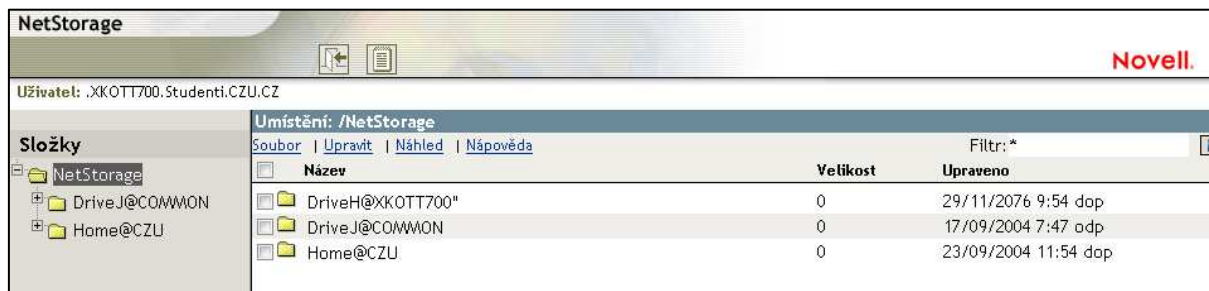 NetStorage
Novell.
Uživatel: .XKOTT700.Studenti.CZU.CZ
Složky
NetStorage
DriveJ@COMMON
Home@CZU
Umístění: /NetStorage
Soubor | Upravit | Náhled | Nápověda Filtr: *
Název Velikost Upraveno
DriveH@XKOTT700" 0 29/11/2076 9:54 dop
DriveJ@COMMON 0 17/09/2004 7:47 odp
Home@CZU 0 23/09/2004 11:54 dop